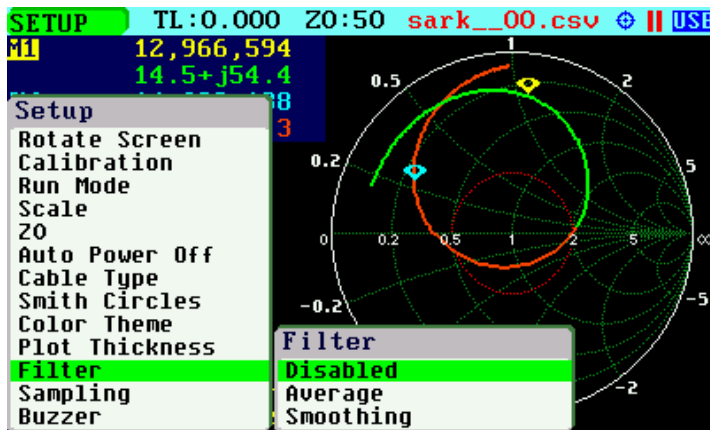 SETUP TL:0.000 Z0:50 sark__00.csv USB
M1 12,966,594
14.5+j54.4
8
3
Setup
Rotate Screen
Calibration
Run Mode
Scale
Z0
Auto Power Off
Cable Type
Smith Circles
Color Theme
Plot Thickness
Filter
Sampling
Buzzer
Filter
Disabled
Average
Smoothing
1
0.5
2
0.2
5
0 0.2 0.5 1 2 5 ∞
-0.2
-5
-2